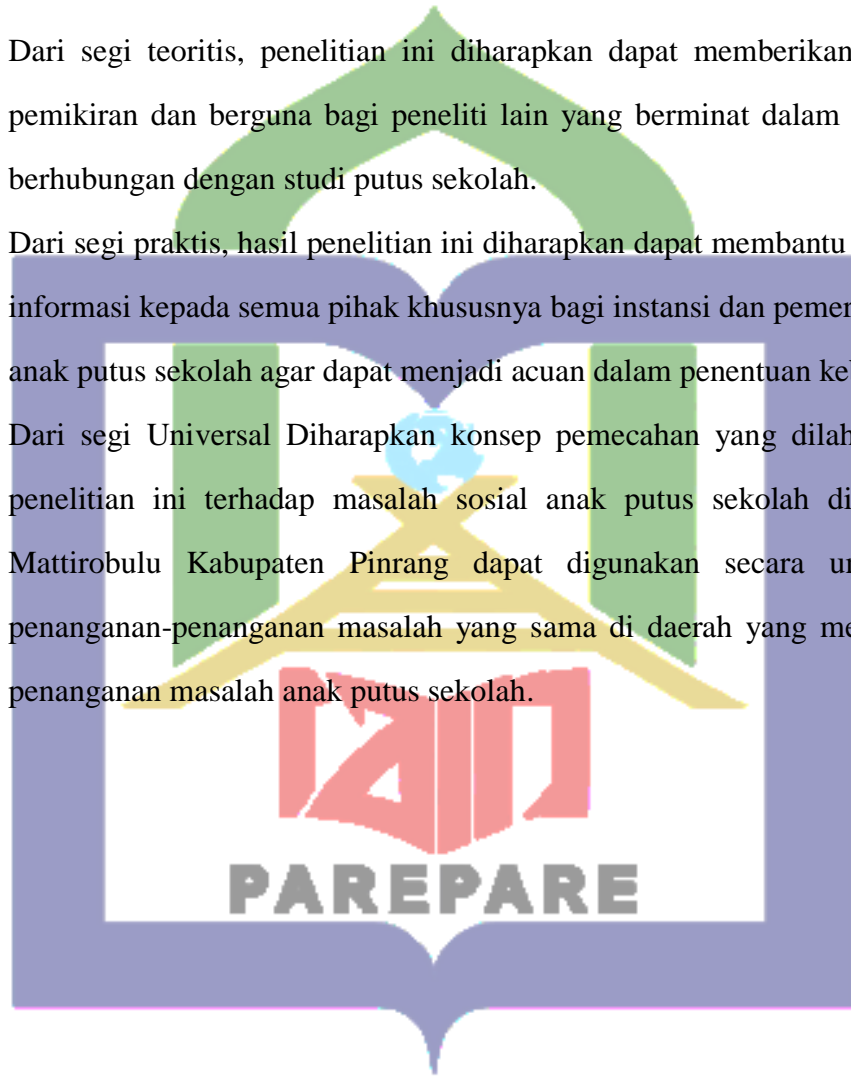 Dari segi teoritis, penelitian ini diharapkan dapat memberikan
pemikiran dan berguna bagi peneliti lain yang berminat dalam
berhubungan dengan studi putus sekolah.
Dari segi praktis, hasil penelitian ini diharapkan dapat membantu
informasi kepada semua pihak khususnya bagi instansi dan pemer
anak putus sekolah agar dapat menjadi acuan dalam penentuan keb
Dari segi Universal Diharapkan konsep pemecahan yang dilah
penelitian ini terhadap masalah sosial anak putus sekolah di
Mattirobulu Kabupaten Pinrang dapat digunakan secara un
penanganan-penanganan masalah yang sama di daerah yang me
penanganan masalah anak putus sekolah.
iain
PAREPARE